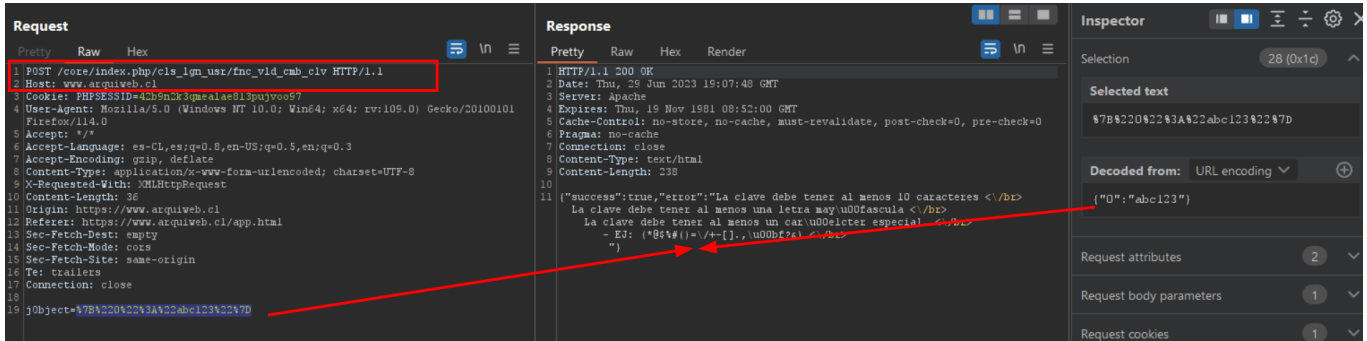 Request
Pretty Raw Hex
\n
1 POST /core/index.php/cls_lgn_usr/fnc_vld_cmb_clv HTTP/1.1
2 Host: www.arquiweb.cl
3 Cookie: PHPSESSID=42b9n2k3qmealae8l3pujvoo97
4 User-Agent: Mozilla/5.0 (Windows NT 10.0; Win64; x64; rv:109.0) Gecko/20100101
Firefox/114.0
5 Accept: */*
6 Accept-Language: es-CL,es;q=0.8,en-US;q=0.5,en;q=0.3
7 Accept-Encoding: gzip, deflate
8 Content-Type: application/x-www-form-urlencoded; charset=UTF-8
9 X-Requested-With: XMLHttpRequest
10 Content-Length: 36
11 Origin: https://www.arquiweb.cl
12 Referer: https://www.arquiweb.cl/app.html
13 Sec-Fetch-Dest: empty
14 Sec-Fetch-Mode: cors
15 Sec-Fetch-Site: same-origin
16 Te: trailers
17 Connection: close
18
19 jObject=%7B%220%22%3A%22abc123%22%7D
Response
Pretty Raw Hex Render
\n
1 HTTP/1.1 200 OK
2 Date: Thu, 29 Jun 2023 19:07:48 GMT
3 Server: Apache
4 Expires: Thu, 19 Nov 1981 08:52:00 GMT
5 Cache-Control: no-store, no-cache, must-revalidate, post-check=0, pre-check=0
6 Pragma: no-cache
7 Connection: close
8 Content-Type: text/html
9 Content-Length: 238
10
11 {"success":true,"error":"La clave debe tener al menos 10 caracteres <\/br>
La clave debe tener al menos una letra may\u00fascula <\/br>
La clave debe tener al menos un car\u00e1cter especial. <\/br>
- EJ: (*@$%#()=\/+-[].,\u00bf?&) <\/br>
"}
Inspector
Selection 28 (0x1c)
Selected text
%7B%220%22%3A%22abc123%22%7D
Decoded from: URL encoding
{"0":"abc123"}
Request attributes 2
Request body parameters 1
Request cookies 1